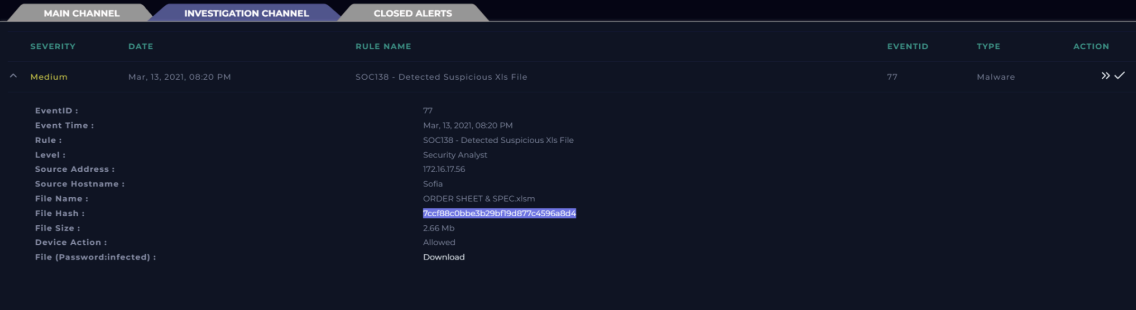 MAIN CHANNEL INVESTIGATION CHANNEL CLOSED ALERTS
SEVERITY DATE RULE NAME EVENTID TYPE ACTION
Medium Mar, 13, 2021, 08:20 PM SOC138 - Detected Suspicious Xls File 77 Malware
EventID : 77
Event Time : Mar, 13, 2021, 08:20 PM
Rule : SOC138 - Detected Suspicious Xls File
Level : Security Analyst
Source Address : 172.16.17.56
Source Hostname : Sofia
File Name : ORDER SHEET & SPEC.xlsm
File Hash : 7ccf88c0bbe3b29bf19d877c4596a8d4
File Size : 2.66 Mb
Device Action : Allowed
File (Password:infected) : Download